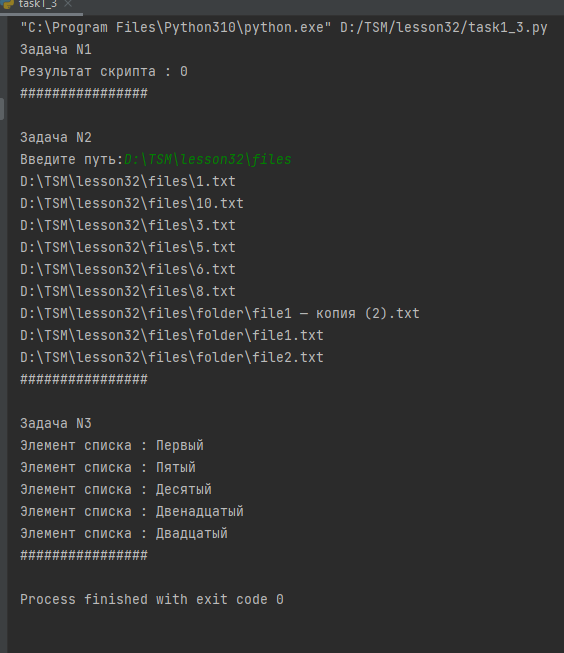 task1_3
"C:\Program Files\Python310\python.exe" D:/TSM/lesson32/task1_3.py
Задача N1
Результат скрипта : 0
################

Задача N2
Введите путь:D:\TSM\lesson32\files
D:\TSM\lesson32\files\1.txt
D:\TSM\lesson32\files\10.txt
D:\TSM\lesson32\files\3.txt
D:\TSM\lesson32\files\5.txt
D:\TSM\lesson32\files\6.txt
D:\TSM\lesson32\files\8.txt
D:\TSM\lesson32\files\folder\file1 — копия (2).txt
D:\TSM\lesson32\files\folder\file1.txt
D:\TSM\lesson32\files\folder\file2.txt
################

Задача N3
Элемент списка : Первый
Элемент списка : Пятый
Элемент списка : Десятый
Элемент списка : Двенадцатый
Элемент списка : Двадцатый
################

Process finished with exit code 0